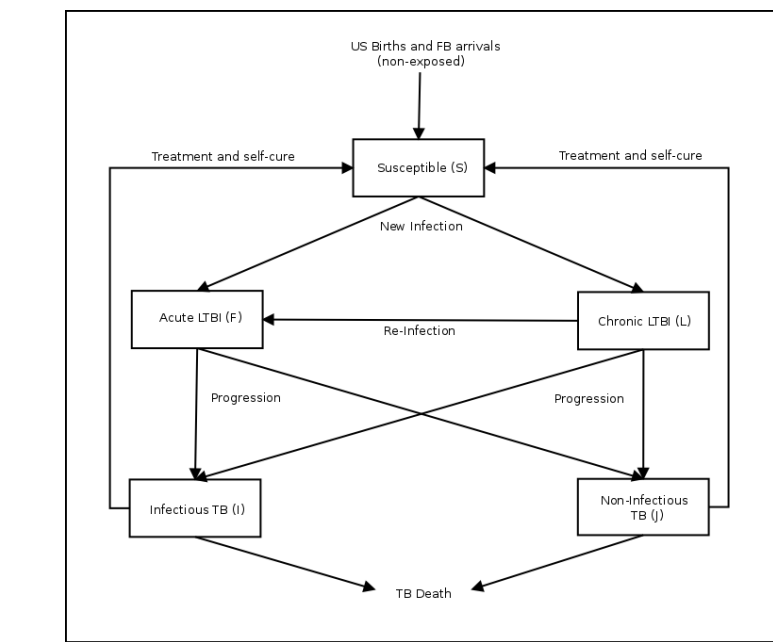 US Births and FB arrivals
(non-exposed)
Treatment and self-cure
Treatment and self-cure
Susceptible (S)
New Infection
Acute LTBI (F)
Chronic LTBI (L)
Re-Infection
Progression
Progression
Infectious TB (I)
Non-Infectious
TB (J)
TB Death